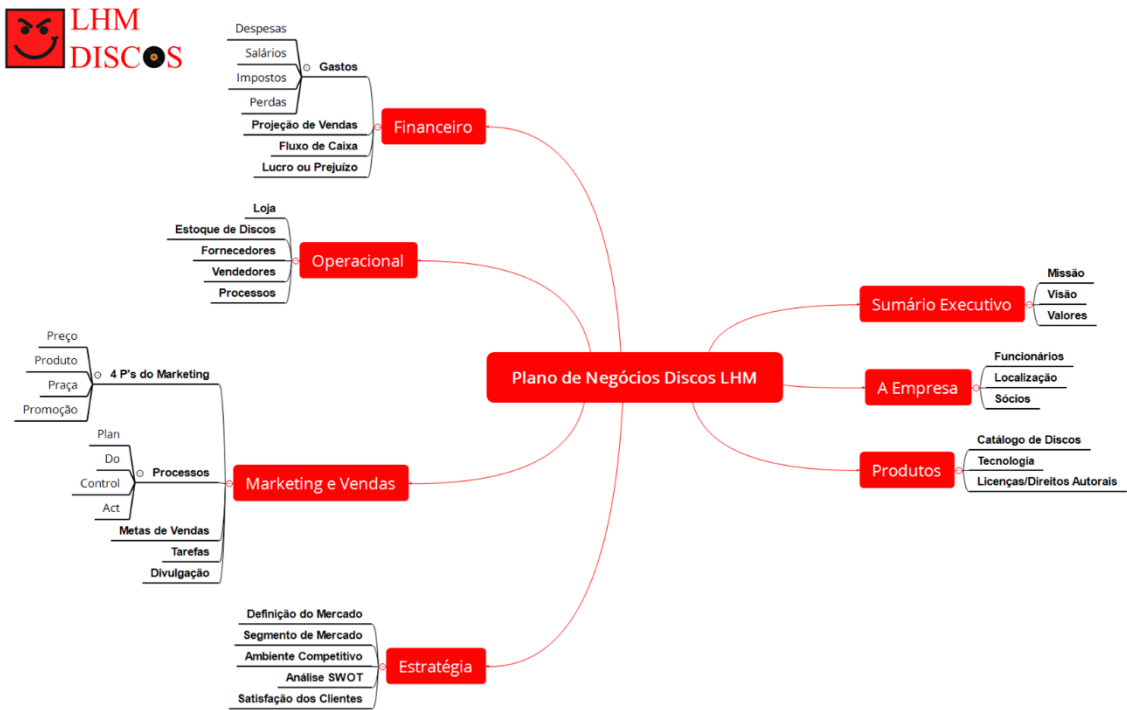 LHM
DISCOS
Despesas
Salários
Impostos
Perdas
Gastos
Projeção de Vendas
Fluxo de Caixa
Lucro ou Prejuízo
Financeiro
Loja
Estoque de Discos
Fornecedores
Vendedores
Processos
Operacional
Preço
Produto
Praça
Promoção
4 P's do Marketing
Plan
Do
Control
Act
Processos
Metas de Vendas
Tarefas
Divulgação
Marketing e Vendas
Definição do Mercado
Segmento de Mercado
Ambiente Competitivo
Análise SWOT
Satisfação dos Clientes
Estratégia
Plano de Negócios Discos LHM
Sumário Executivo
Missão
Visão
Valores
A Empresa
Funcionários
Localização
Sócios
Produtos
Catálogo de Discos
Tecnologia
Licenças/Direitos Autorais